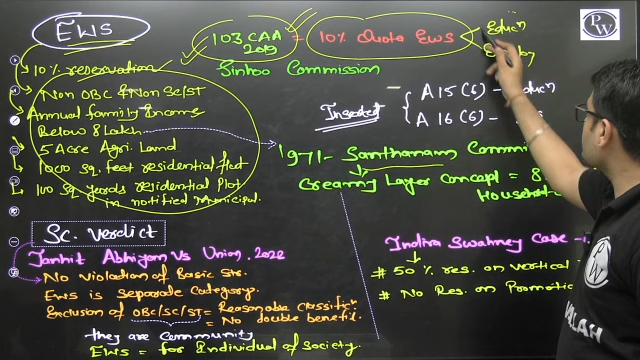 EWS
103 CAA 2019 = 10% Quota EWS
Educⁿ
10% reservation
Sinhoo Commission
Non OBC & Non SC/ST
Annual family Income
Below 8 Lakh
5 Acre Agri. Land
1000 sq. feet residential flat
100 sq yards residential Plot
in notified Municipal.
Inserted
A 15 (6) -
A 16 (6) -
1971 - Santhanam
Creamy Layer Concept = 8
Household
SC. Verdict
Janhit Abhiyan Vs Union, 2022
No Violation of Basic Str.
EWS is Separate Category.
Exclusion of OBC/SC/ST = Reasonable Classificⁿ
= No double benefit.
they are community
EWS = for Individual of Society.
Indira Swahney Case - 1
# 50 % res. on vertical
# No Res. on Promotion
PW
WALLAH